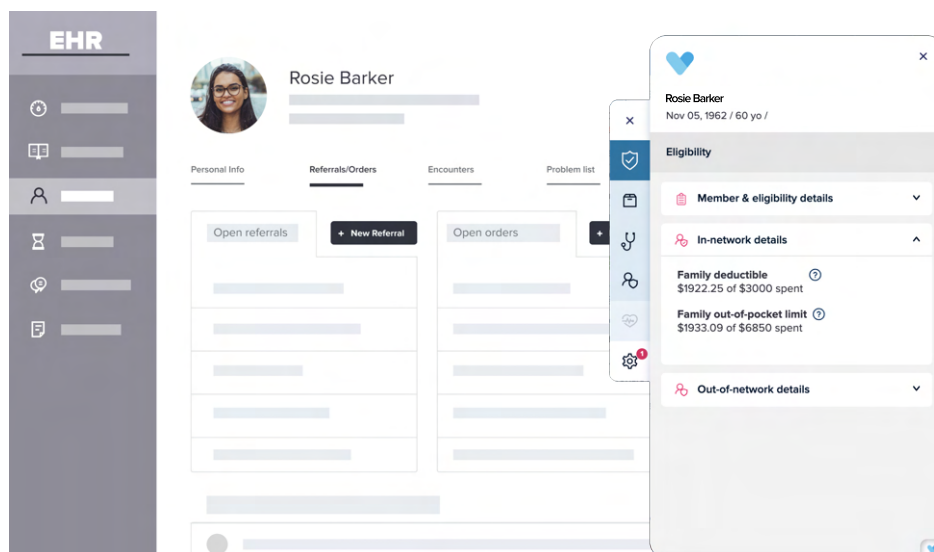 EHR
Rosie Barker
Personal Info
Referrals/Orders
Encounters
Problem list
Open referrals
+ New Referral
Open orders
+
1
Rosie Barker
Nov 05, 1962 / 60 yo /
Eligibility
Member & eligibility details
In-network details
Family deductible
$1922.25 of $3000 spent
Family out-of-pocket limit
$1933.09 of $6850 spent
Out-of-network details